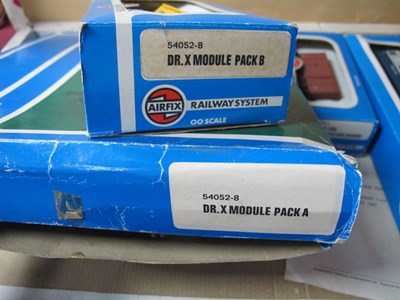 54052-8
DR.X MODULE PACK B
AIRFIX
RAILWAY SYSTEM
OO SCALE
54052-8
DR.X MODULE PACK A